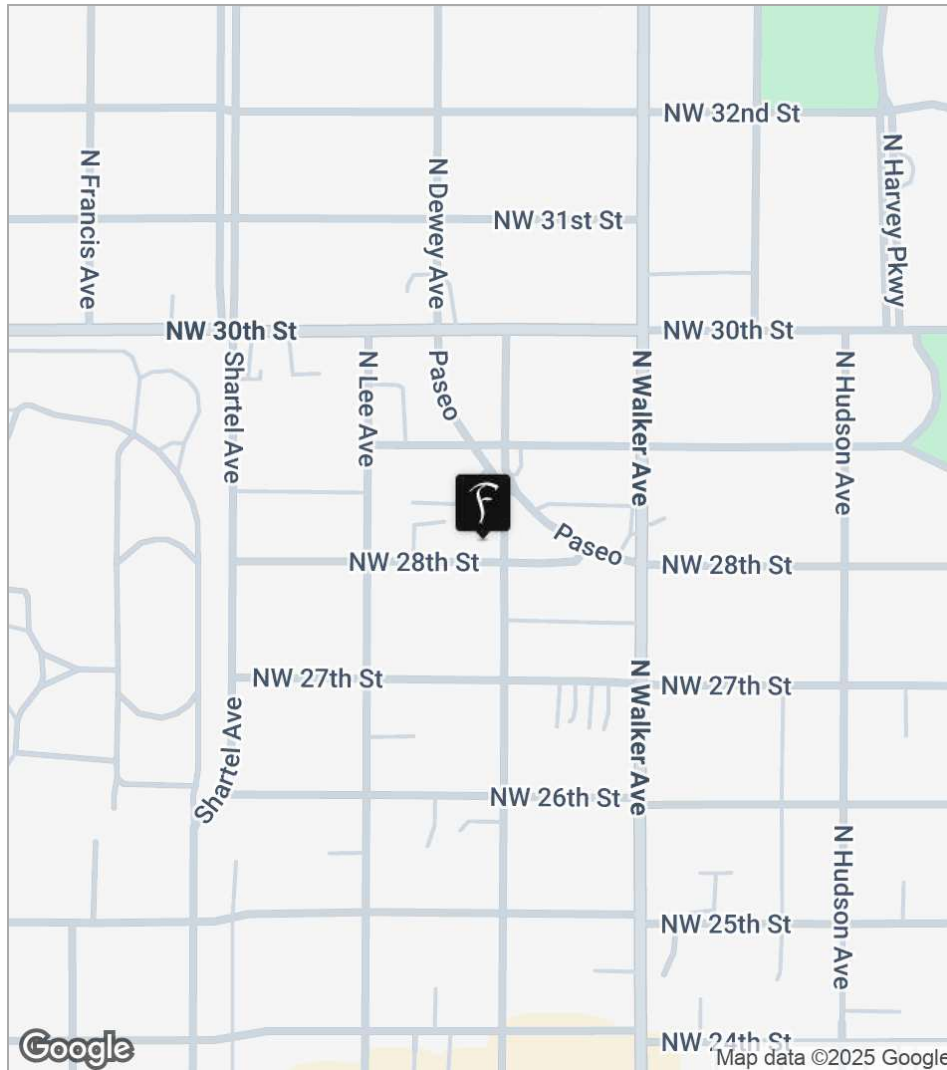 NW 32nd St
N Francis Ave
N Dewey Ave
N Harvey Pkwy
NW 31st St
NW 30th St
NW 30th St
Shartel Ave
N Lee Ave
Paseo
N Walker Ave
N Hudson Ave
F
Paseo
NW 28th St
NW 28th St
NW 27th St
NW 27th St
Shartel Ave
N Walker Ave
NW 26th St
N Hudson Ave
NW 25th St
NW 24th St
Google
Map data ©2025 Google